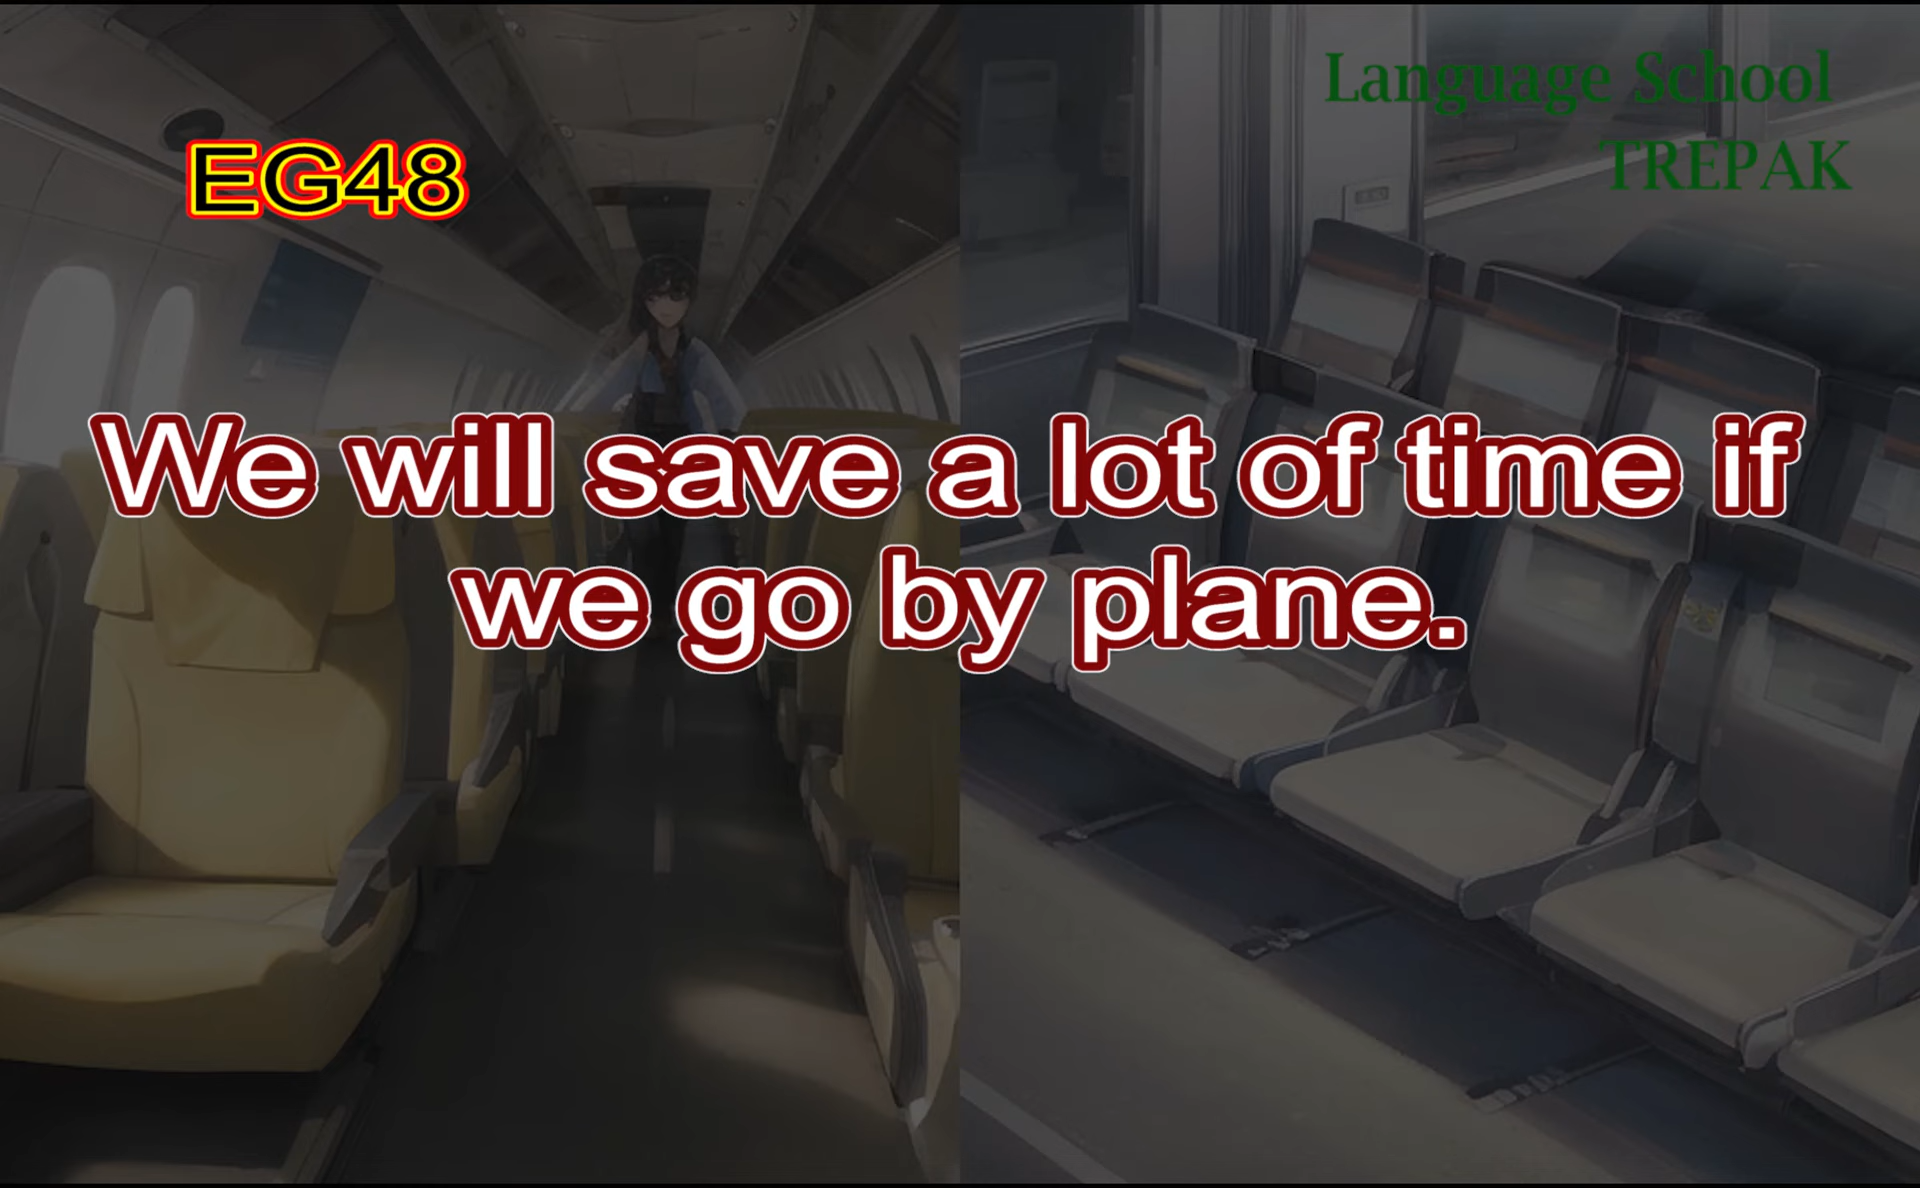 Language School
TREPAK
EG48
We will save a lot of time if
we go by plane.